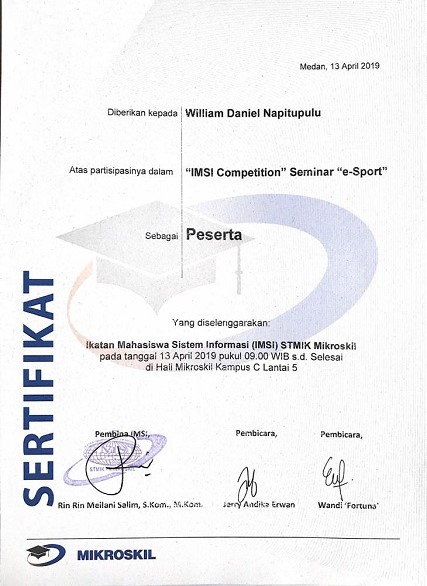 Medan, 13 April 2019
Diberikan kepada William Daniel Napitupulu
Atas partisipasinya dalam "IMSI Competition" Seminar "e-Sport"
Sebagai Peserta
Yang diselenggarakan:
Ikatan Mahasiswa Sistem Informasi (IMSI) STMIK Mikroskil
pada tanggal 13 April 2019 pukul 09.00 WIB s.d. Selesai
di Hall Mikroskil Kampus C Lantai 5
SERTIFIKAT
Pembina IMSI, Pembicara, Pembicara,
STMIK
Rin Rin Meilani Salim, S.Kom., M.Kom. Jerry Andika Erwan Wandi 'Fortuna'
MIKROSKIL